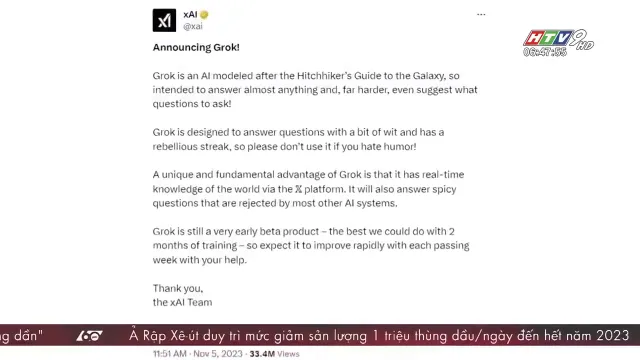 xAI
@xai
HTV9 HD
06:47:55
Announcing Grok!
Grok is an AI modeled after the Hitchhiker's Guide to the Galaxy, so
intended to answer almost anything and, far harder, even suggest what
questions to ask!
Grok is designed to answer questions with a bit of wit and has a
rebellious streak, so please don't use it if you hate humor!
A unique and fundamental advantage of Grok is that it has real-time
knowledge of the world via the 𝕏 platform. It will also answer spicy
questions that are rejected by most other AI systems.
Grok is still a very early beta product – the best we could do with 2
months of training – so expect it to improve rapidly with each passing
week with your help.
Thank you,
the xAI Team
ng dẩn" 60 Ả Rập Xê-út duy trì mức giảm sản lượng 1 triệu thùng dầu/ngày đến hết năm 2023
11:51 AM · Nov 5, 2023 · 33.4M Views